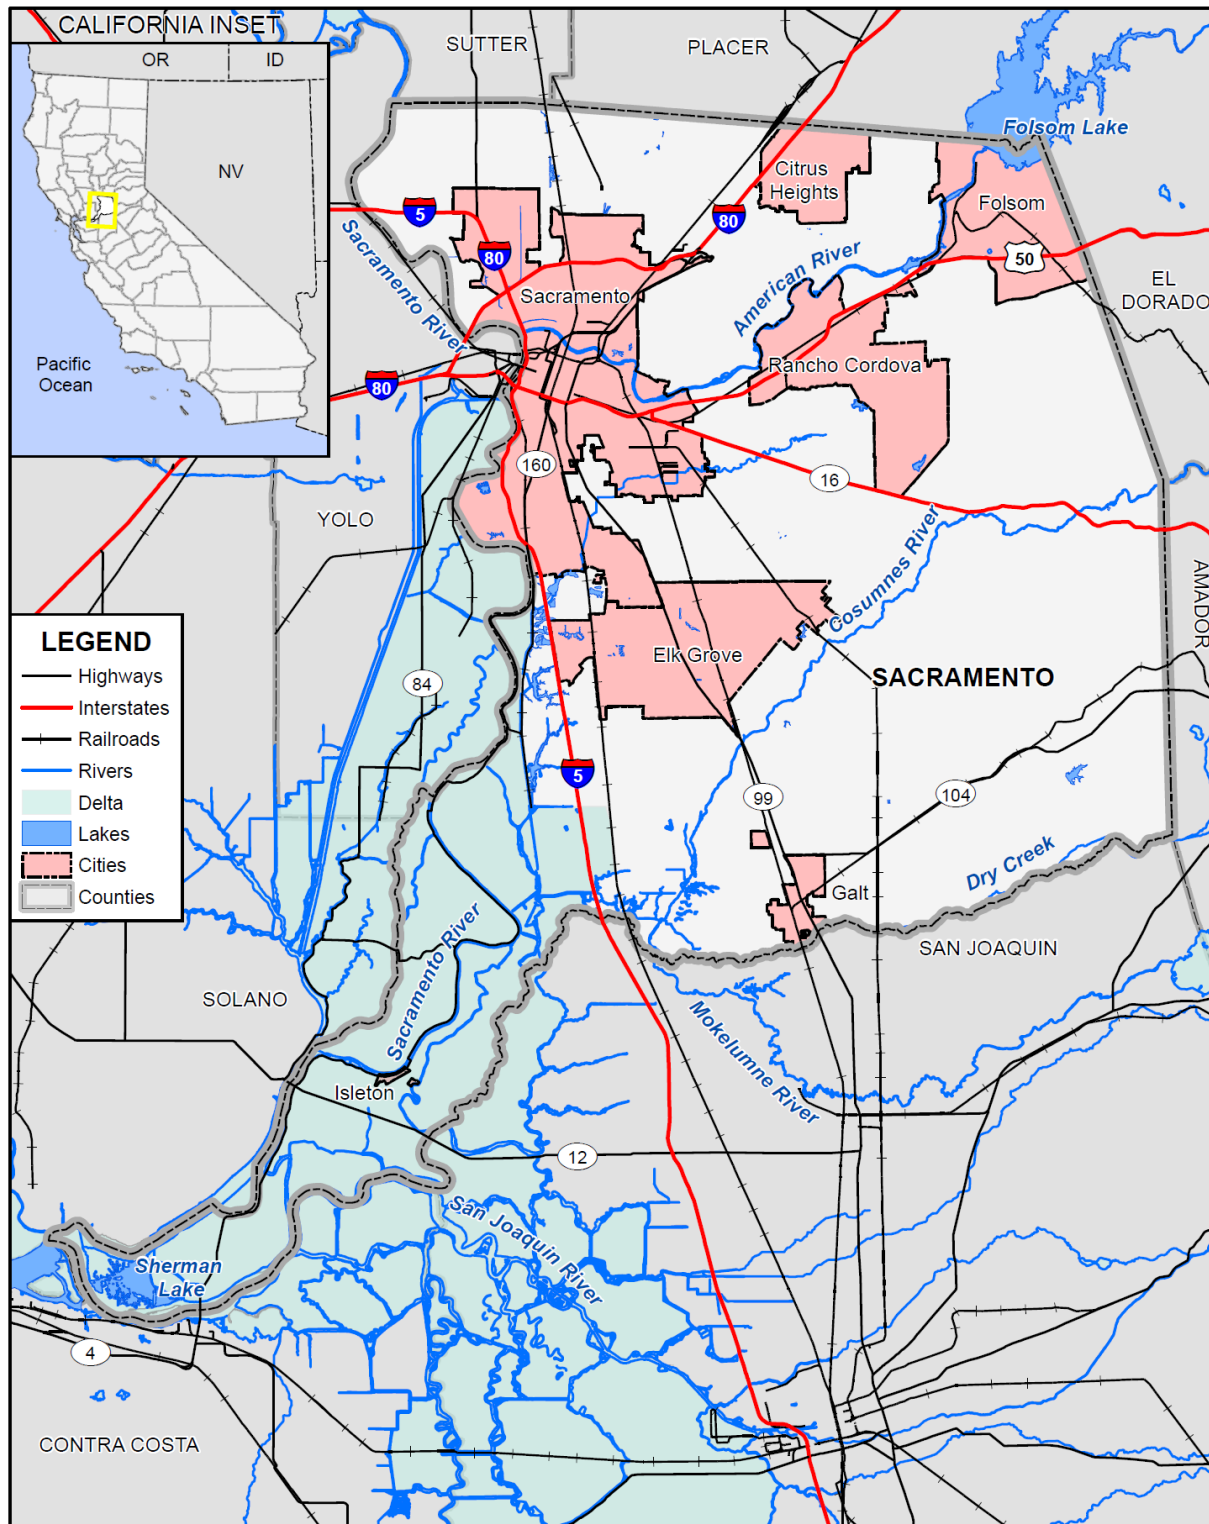 CALIFORNIA INSET
OR
ID
NV
Pacific
Ocean
SUTTER
PLACER
Folsom Lake
Citrus
Heights
Folsom
5
80
80
50
Sacramento River
Sacramento
American River
EL
DORADO
80
Rancho Cordova
160
16
YOLO
Cosumnes River
AMADOR
LEGEND
Highways
Interstates
Railroads
Rivers
Delta
Lakes
Cities
Counties
Elk Grove
SACRAMENTO
84
5
99
104
Dry Creek
Galt
SAN JOAQUIN
SOLANO
Sacramento River
Mokelumne River
Isleton
12
San Joaquin River
Sherman
Lake
4
CONTRA COSTA